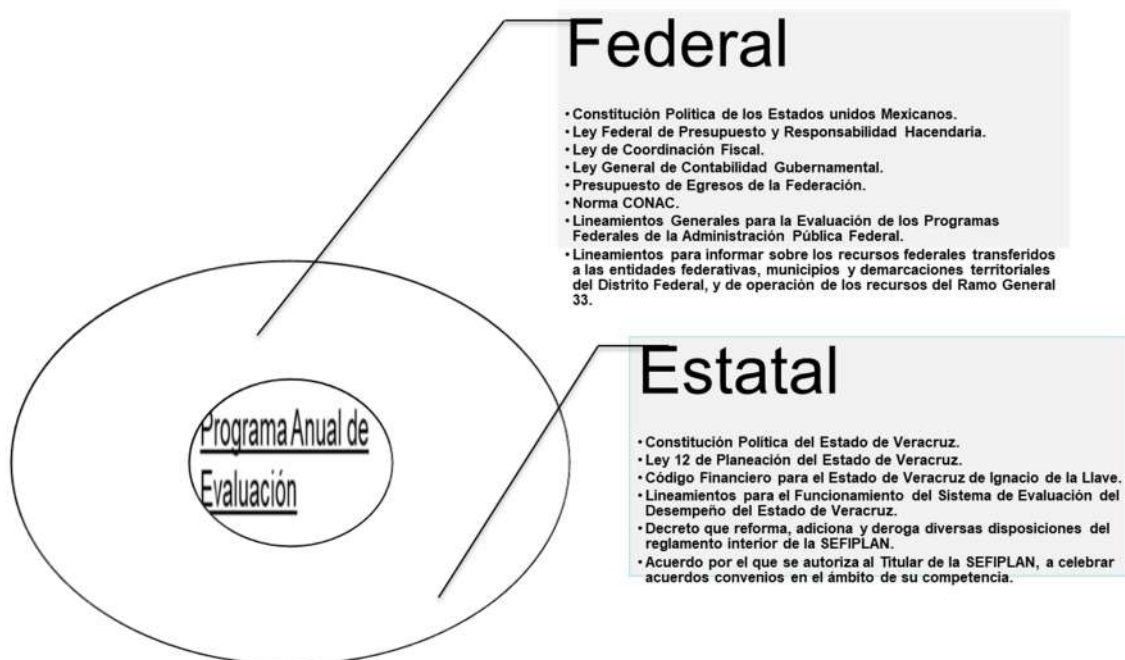 Federal
• Constitución Política de los Estados unidos Mexicanos.
• Ley Federal de Presupuesto y Responsabilidad Hacendaria.
• Ley de Coordinación Fiscal.
• Ley General de Contabilidad Gubernamental.
• Presupuesto de Egresos de la Federación.
• Norma CONAC.
• Lineamientos Generales para la Evaluación de los Programas
Federales de la Administración Pública Federal.
• Lineamientos para informar sobre los recursos federales transferidos
a las entidades federativas, municipios y demarcaciones territoriales
del Distrito Federal, y de operación de los recursos del Ramo General
33.
Programa Anual de
Evaluación
Estatal
• Constitución Política del Estado de Veracruz.
• Ley 12 de Planeación del Estado de Veracruz.
• Código Financiero para el Estado de Veracruz de Ignacio de la Llave.
• Lineamientos para el Funcionamiento del Sistema de Evaluación del
Desempeño del Estado de Veracruz.
• Decreto que reforma, adiciona y deroga diversas disposiciones del
reglamento interior de la SEFIPLAN.
• Acuerdo por el que se autoriza al Titular de la SEFIPLAN, a celebrar
acuerdos convenios en el ámbito de su competencia.